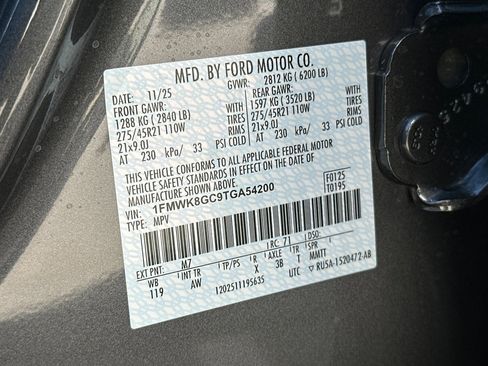 MFD. BY FORD MOTOR CO.
DATE 11/25 GVWR: 2812 KG (6200 LB)
FRONT GAWR: REAR GAWR:
1288 KG (2840 LB) WITH 1597 KG (3520 LB) WITH
275/45R21 110W TIRES 275/45R21 110W TIRES
21x9.0J RIMS 21x9.0J RIMS
AT 230 kPa/ 33 PSI COLD AT 230 kPa/ 33 PSI COLD
THIS VEHICLE CONFORMS TO ALL APPLICABLE FEDERAL MOTOR
VEHICLE SAFETY AND BUMPER STANDARDS IN EFFECT ON THE DATE OF
MANUFACTURE SHOWN ABOVE.
VIN: 1FMWK8GC9TGA54200 F0125
TYPE: MPV T0195
EXT PNT: M7 RC 71 DSO:
WB INT TR TP/PS R AXLE TR SPR
119 AW X 3B T MMTT
1202511195635 UTC RU5A-1520472-AB